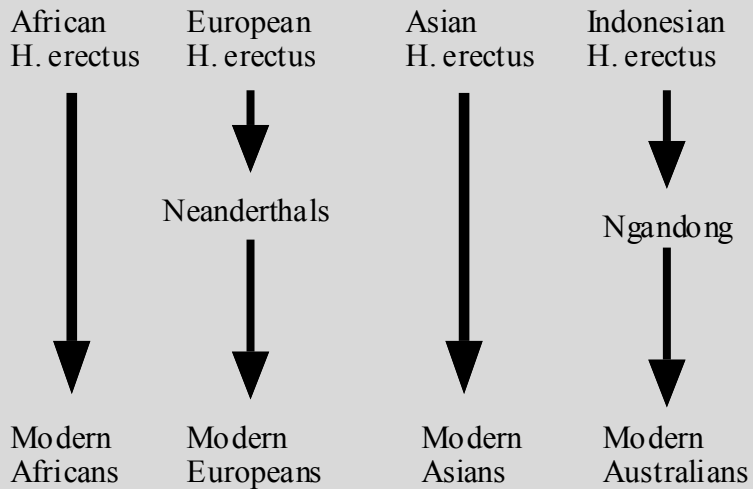 African
H. erectus
European
H. erectus
Asian
H. erectus
Indonesian
H. erectus
Neanderthals
Ngandong
Modern
Africans
Modern
Europeans
Modern
Asians
Modern
Australians